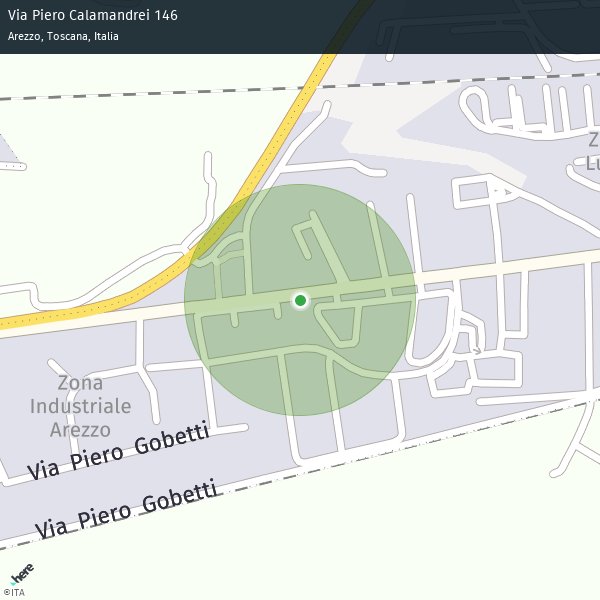 Via Piero Calamandrei 146
Arezzo, Toscana, Italia
Z
Lu
Zona
Industriale
Arezzo
Via Piero Gobetti
Via Piero Gobetti
here
©ITA